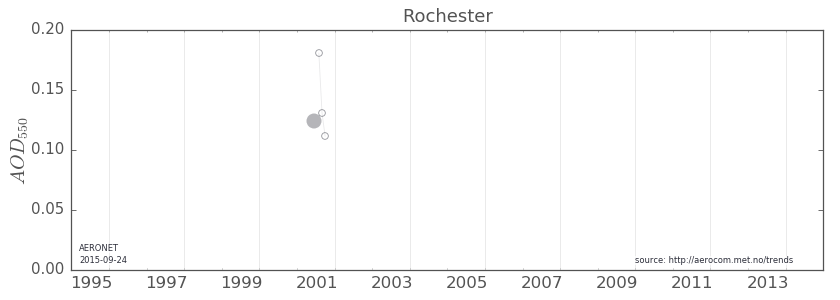 Rochester
0.20
0.15
0.10
0.05
0.00
AOD550
AERONET
2015-09-24
source: http://aerocom.met.no/trends
1995 1997 1999 2001 2003 2005 2007 2009 2011 2013